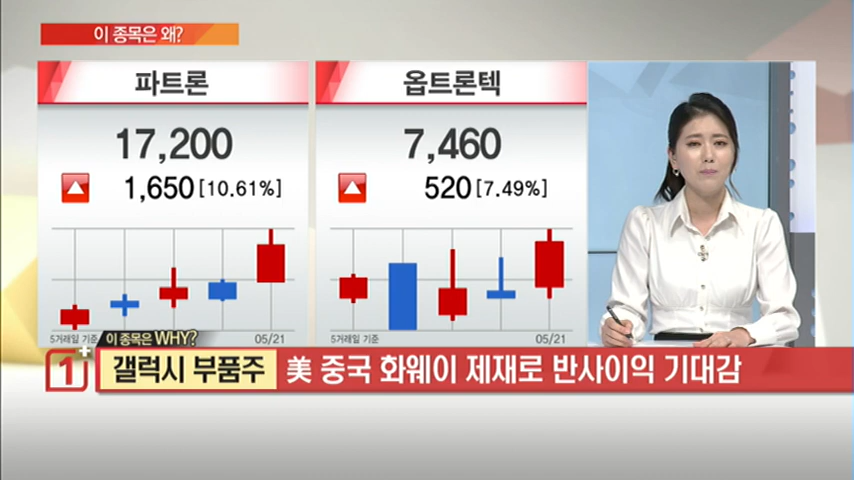 이 종목은 왜?
파트론
17,200
1,650 [10.61%]
5거래일 기준
05/21
옵트론텍
7,460
520 [7.49%]
5거래일 기준
05/21
이 종목은 WHY?
1+
갤럭시 부품주
美 중국 화웨이 제재로 반사이익 기대감